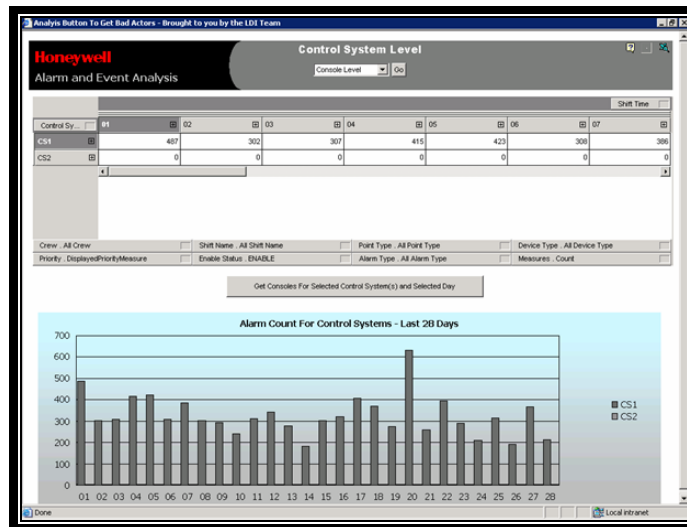 Analyis Button To Get Bad Actors - Brought to you by the LDI Team
Honeywell
Alarm and Event Analysis
Control System Level
Console Level Go
Shift Time
Control Sy... 01 02 03 04 05 06 07
CS1 487 302 307 415 423 308 386
CS2 0 0 0 0 0 0 0
Crew . All Crew Shift Name . All Shift Name Point Type . All Point Type Device Type . All Device Type
Priority . DisplayedPriorityMeasure Enable Status . ENABLE Alarm Type . All Alarm Type Measures . Count
Get Consoles For Selected Control System(s) and Selected Day
Alarm Count For Control Systems - Last 28 Days
700
600
500
400
300
200
100
0
CS1
CS2
01 02 03 04 05 06 07 08 09 10 11 12 13 14 15 16 17 18 19 20 21 22 23 24 25 26 27 28
Done Local intranet